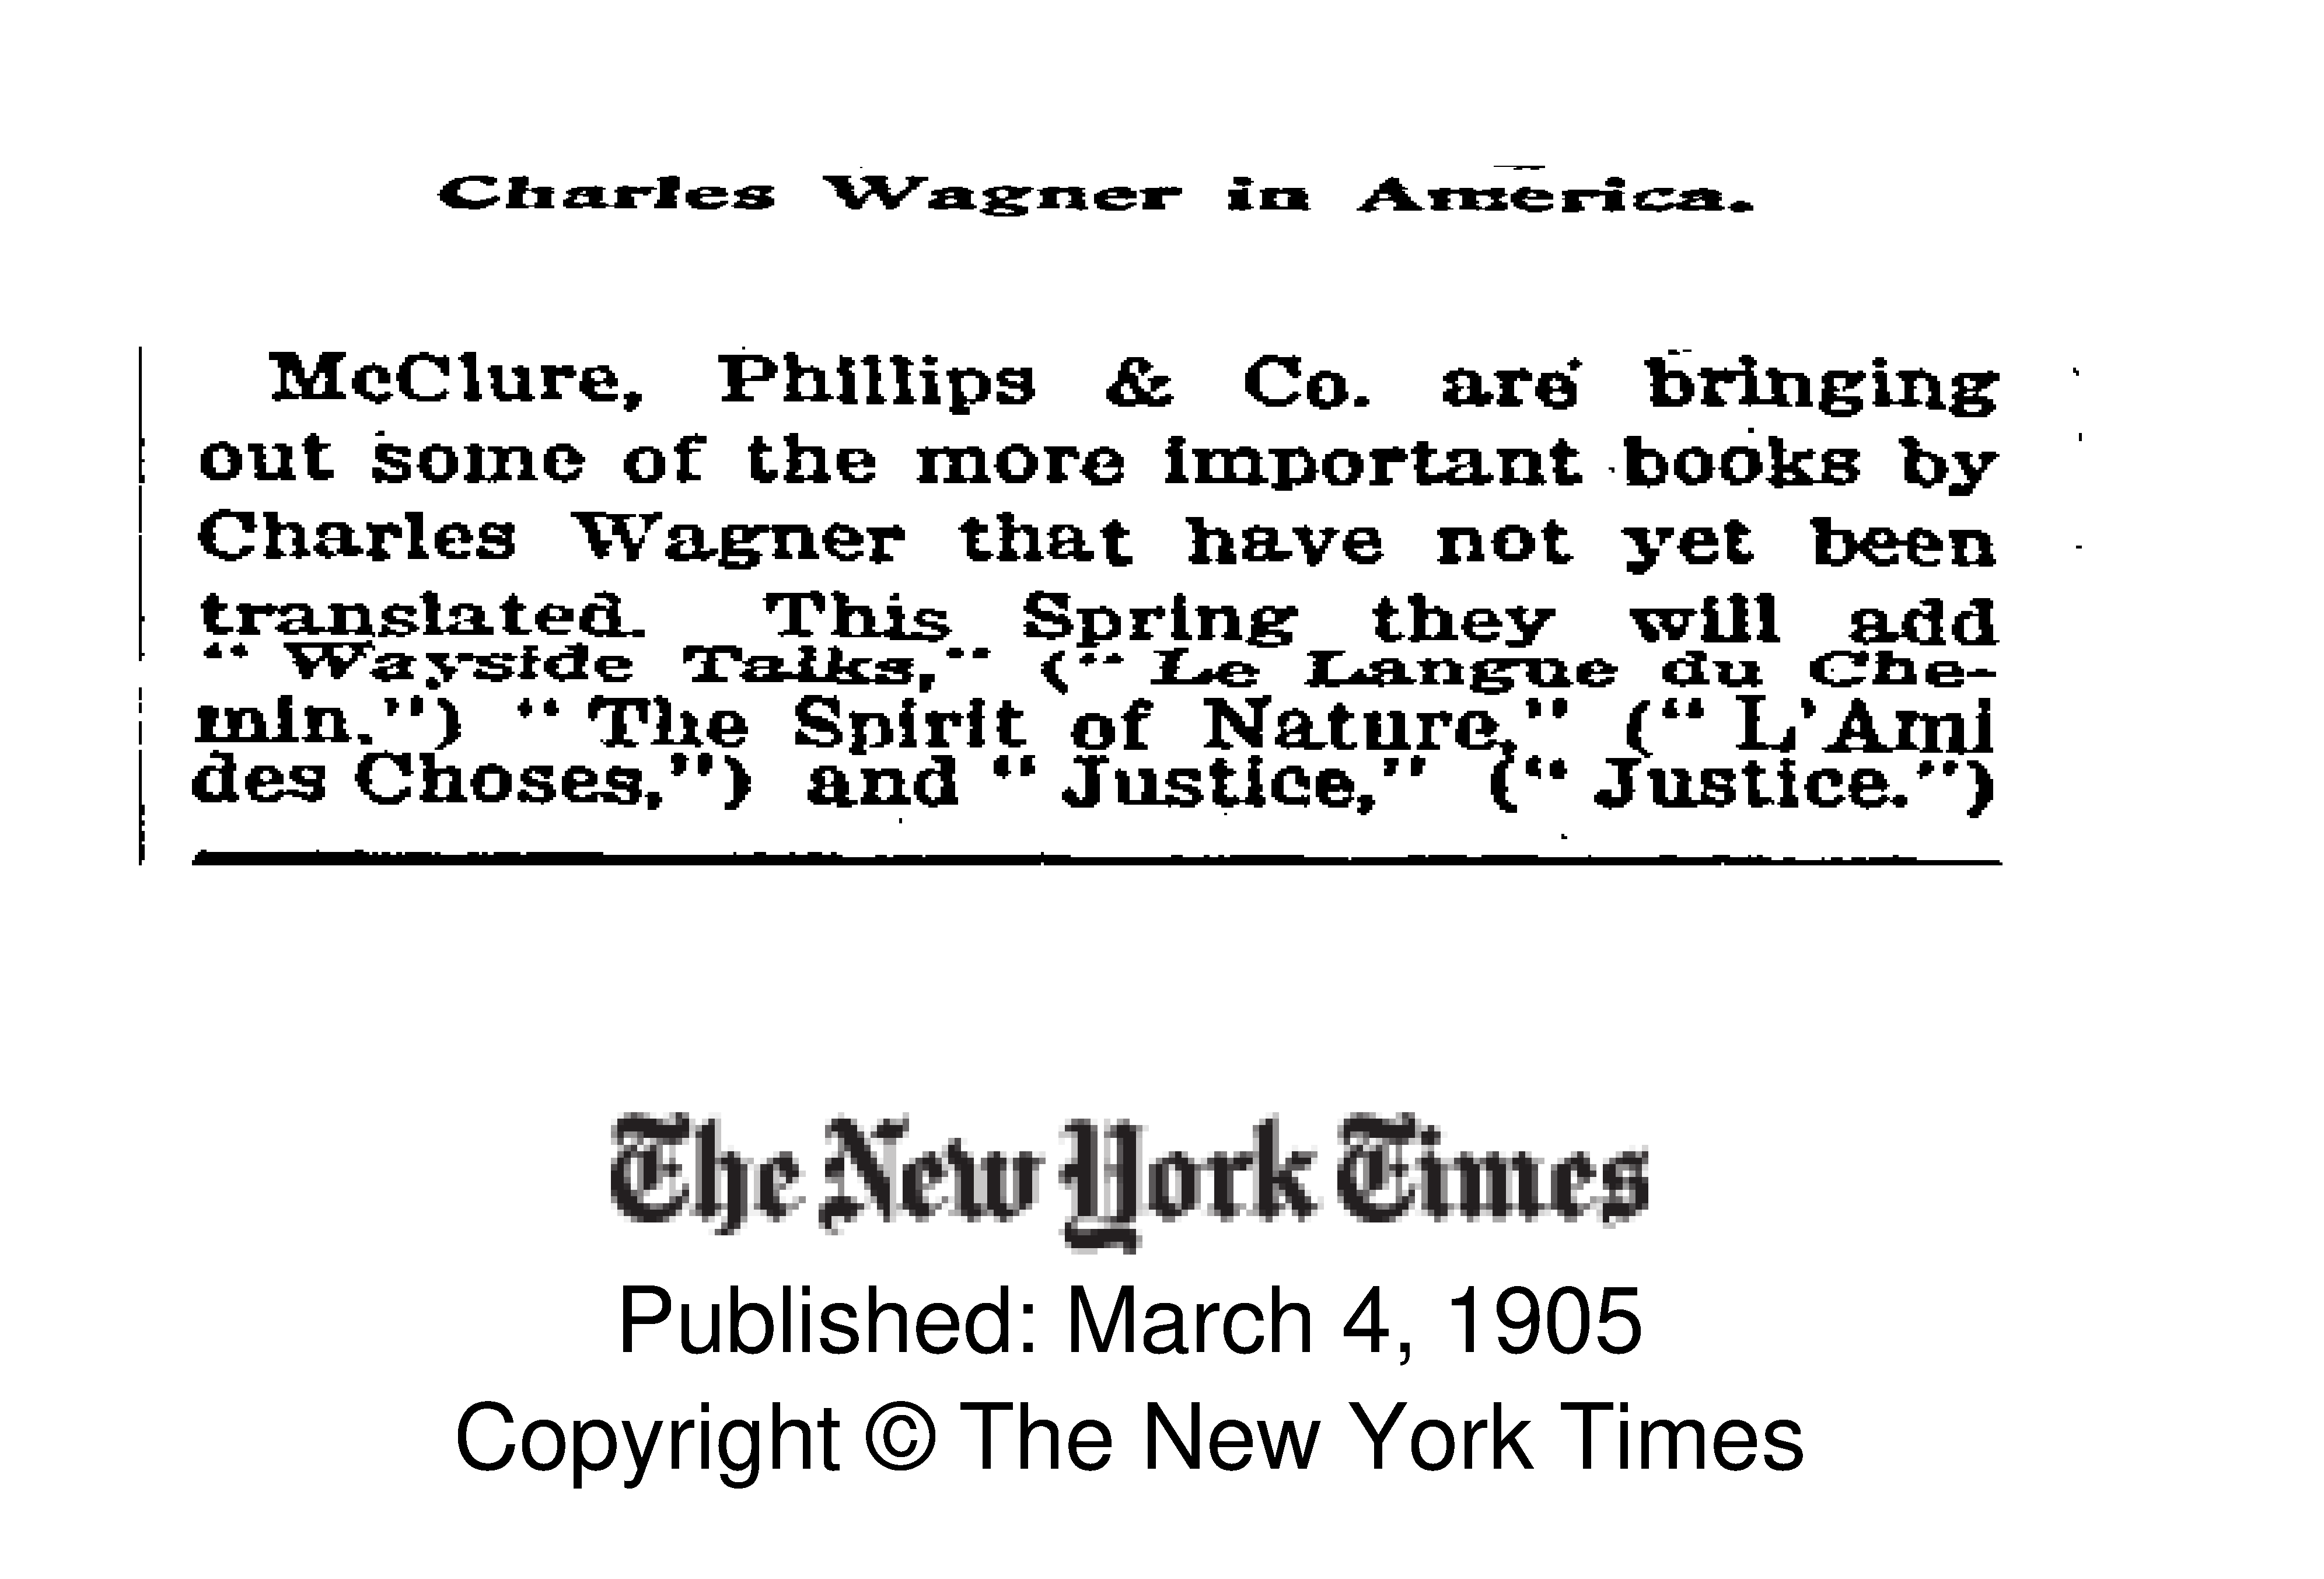 Charles Wagner in America.
McClure, Phillips & Co. are bringing
out some of the more important books by
Charles Wagner that have not yet been
translated. This Spring they will add
“ Wayside Talks,” (“ Le Langue du Che-
min.”) “ The Spirit of Nature,” (“ L’Ami
des Choses,”) and “ Justice,” (“ Justice.”)
The New York Times
Published: March 4, 1905
Copyright © The New York Times